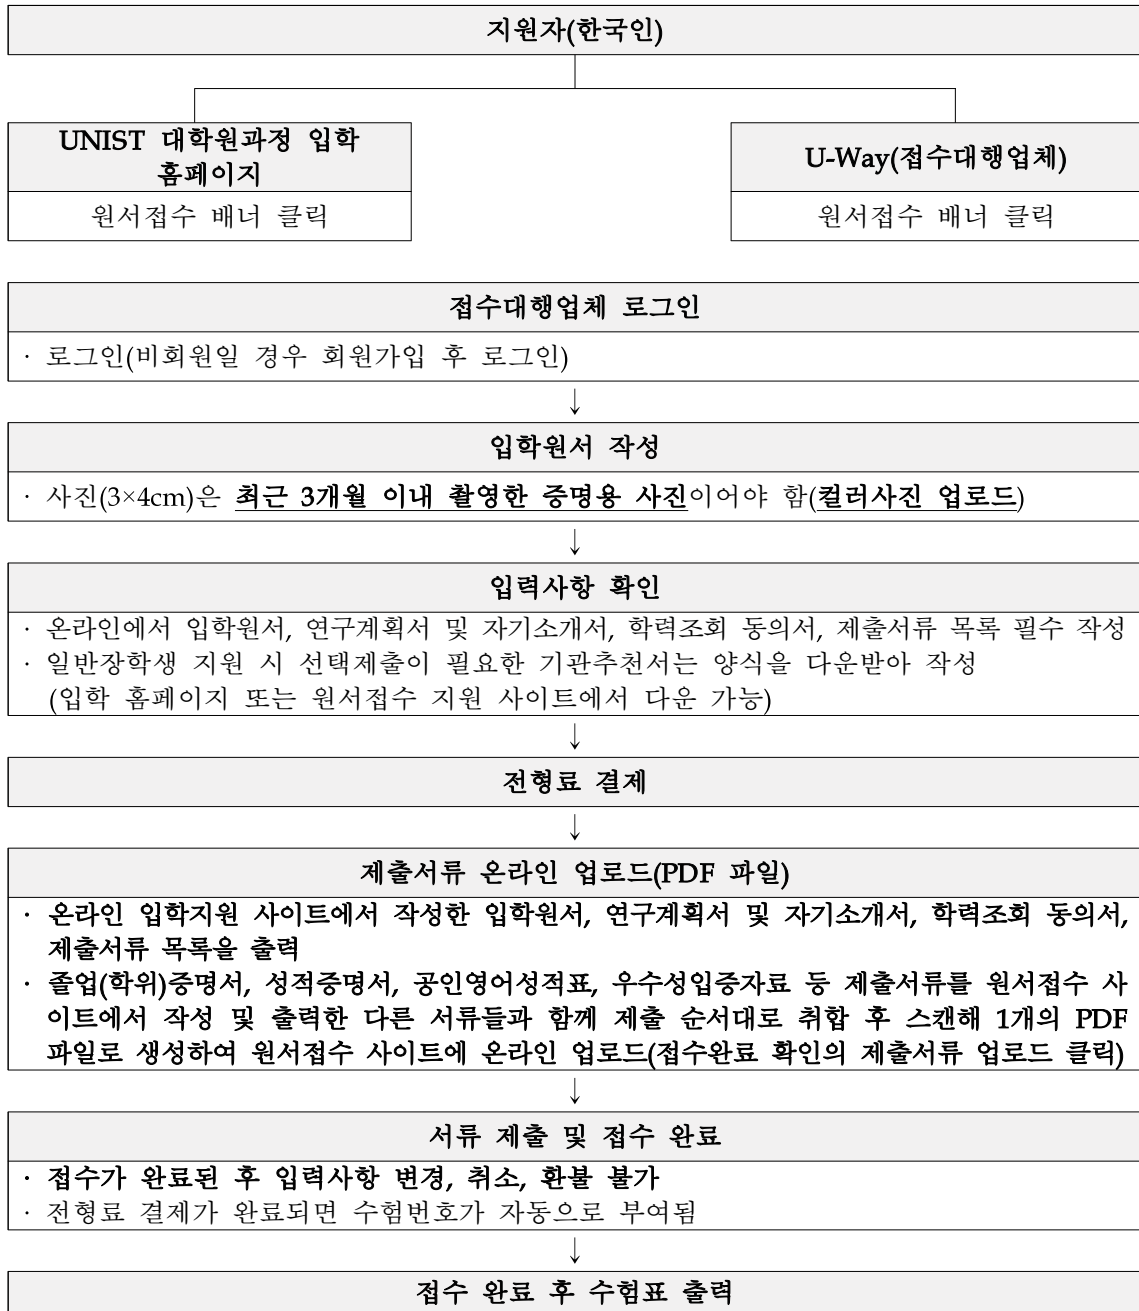 지원자(한국인)
UNIST 대학원과정 입학
홈페이지
원서접수 배너 클릭
U-Way(접수대행업체)
원서접수 배너 클릭
접수대행업체 로그인
· 로그인(비회원일 경우 회원가입 후 로그인)
↓
입학원서 작성
· 사진(3×4cm)은 최근 3개월 이내 촬영한 증명용 사진이어야 함(컬러사진 업로드)
↓
입력사항 확인
· 온라인에서 입학원서, 연구계획서 및 자기소개서, 학력조회 동의서, 제출서류 목록 필수 작성
· 일반장학생 지원 시 선택제출이 필요한 기관추천서는 양식을 다운받아 작성
(입학 홈페이지 또는 원서접수 지원 사이트에서 다운 가능)
↓
전형료 결제
↓
제출서류 온라인 업로드(PDF 파일)
· 온라인 입학지원 사이트에서 작성한 입학원서, 연구계획서 및 자기소개서, 학력조회 동의서,
제출서류 목록을 출력
· 졸업(학위)증명서, 성적증명서, 공인영어성적표, 우수성입증자료 등 제출서류를 원서접수 사
이트에서 작성 및 출력한 다른 서류들과 함께 제출 순서대로 취합 후 스캔해 1개의 PDF
파일로 생성하여 원서접수 사이트에 온라인 업로드(접수완료 확인의 제출서류 업로드 클릭)
↓
서류 제출 및 접수 완료
· 접수가 완료된 후 입력사항 변경, 취소, 환불 불가
· 전형료 결제가 완료되면 수험번호가 자동으로 부여됨
↓
접수 완료 후 수험표 출력